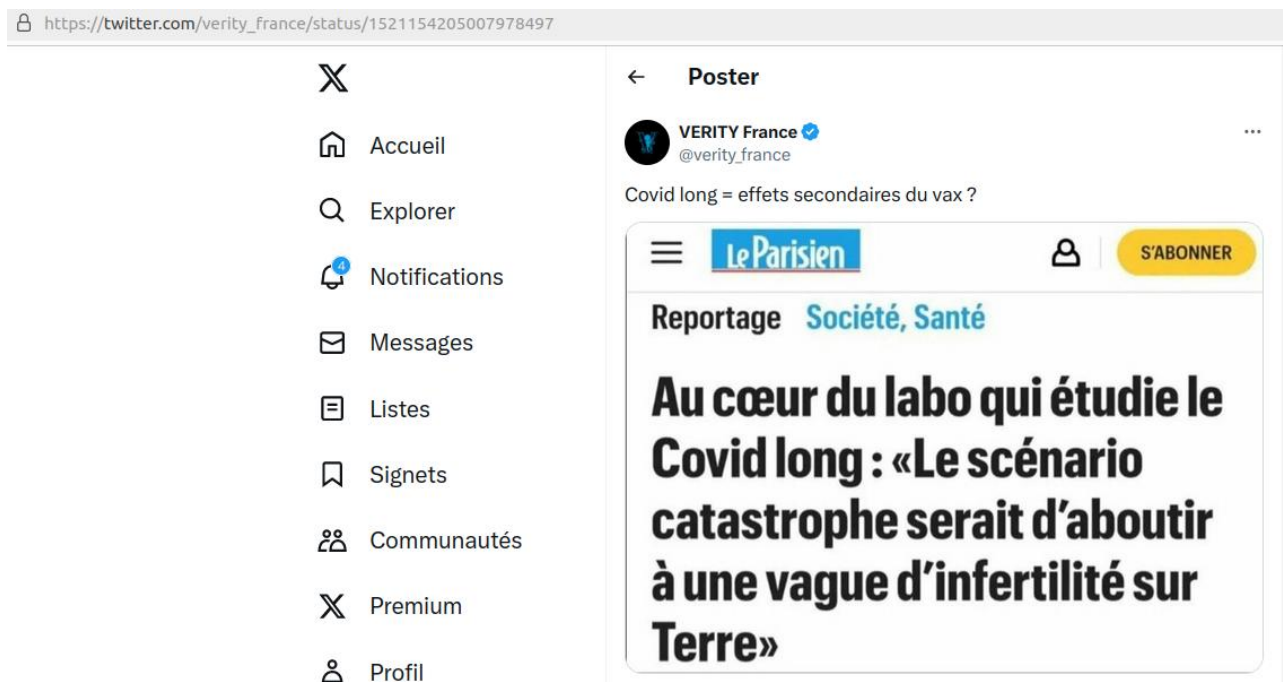 https://twitter.com/verity_france/status/1521154205007978497
X
Accueil
Explorer
4
Notifications
Messages
Listes
Signets
Communautés
Premium
Profil
← Poster
VERITY France
@verity_france
...
Covid long = effets secondaires du vax ?
Le Parisien
S'ABONNER
Reportage Société, Santé
Au cœur du labo qui étudie le
Covid long : «Le scénario
catastrophe serait d'aboutir
à une vague d'infertilité sur
Terre»